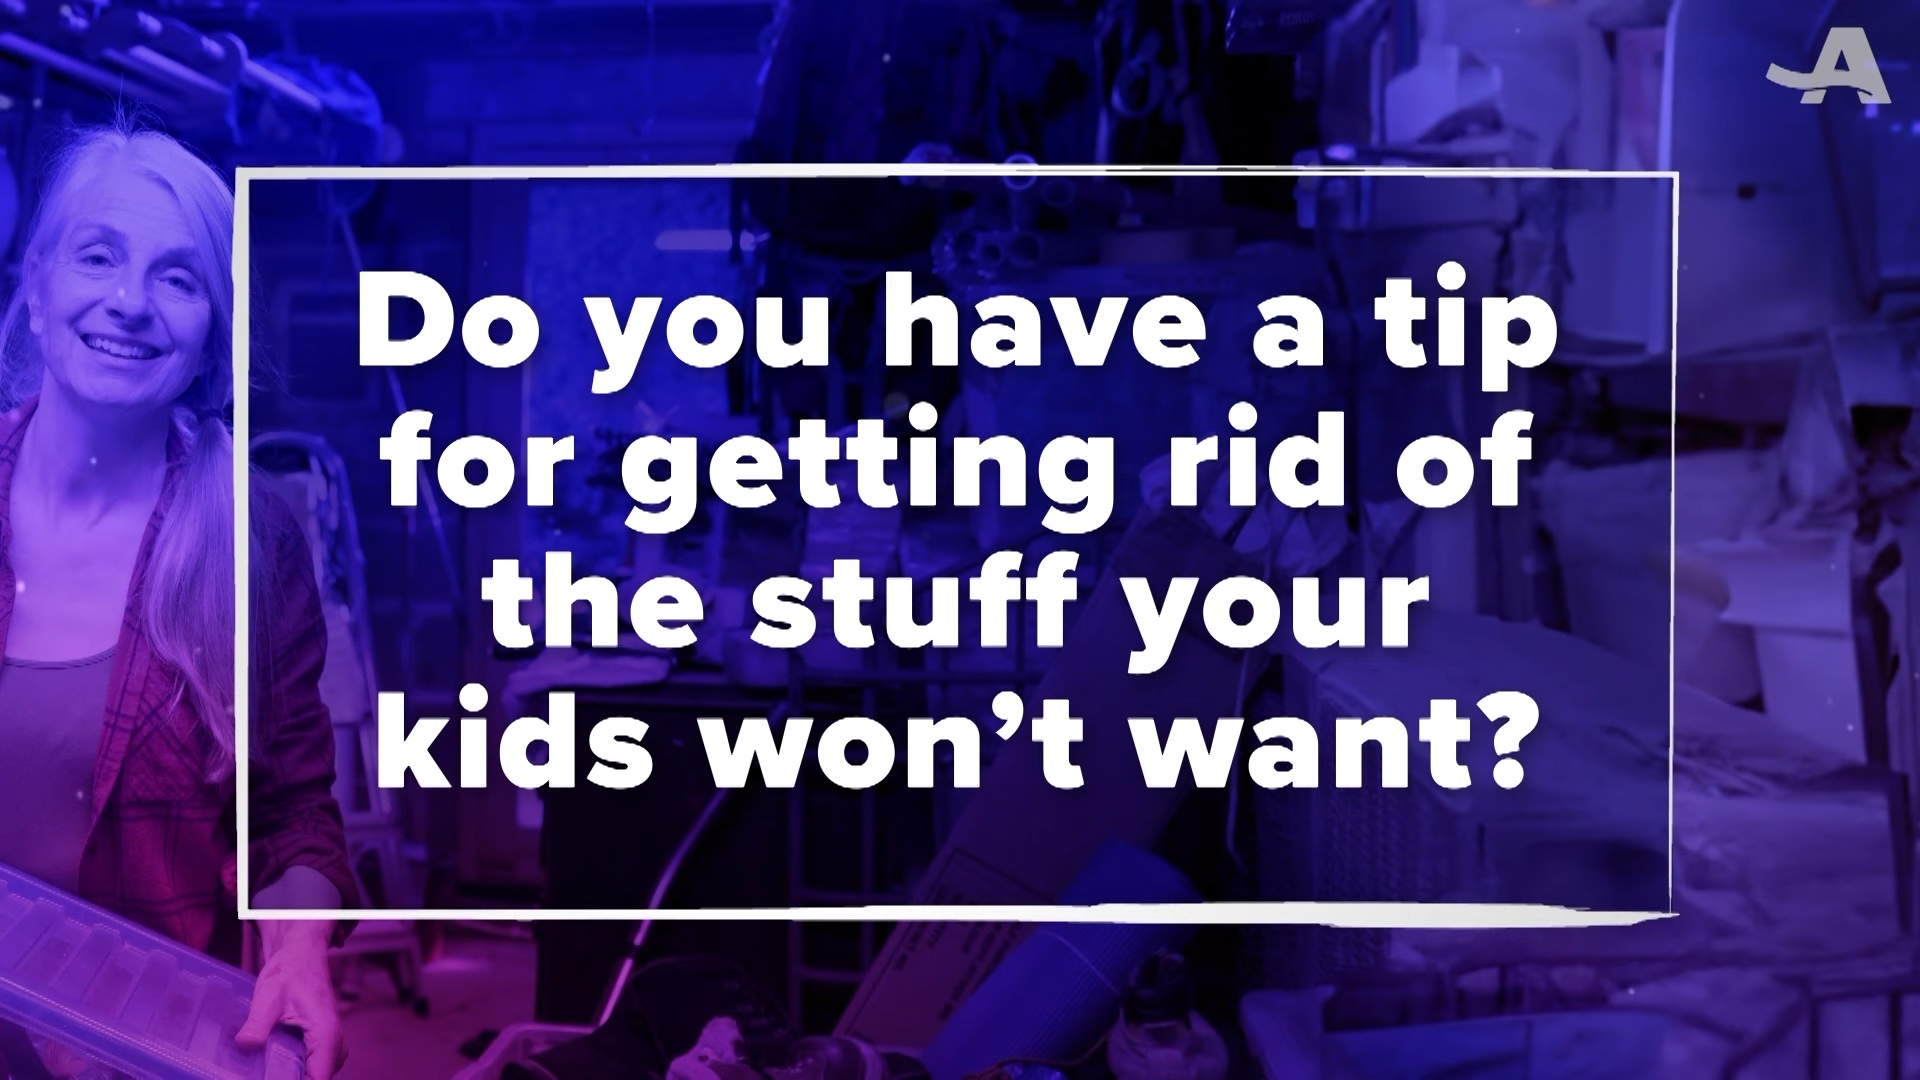 Do you have a tip
for getting rid of
the stuff your
kids won’t want?